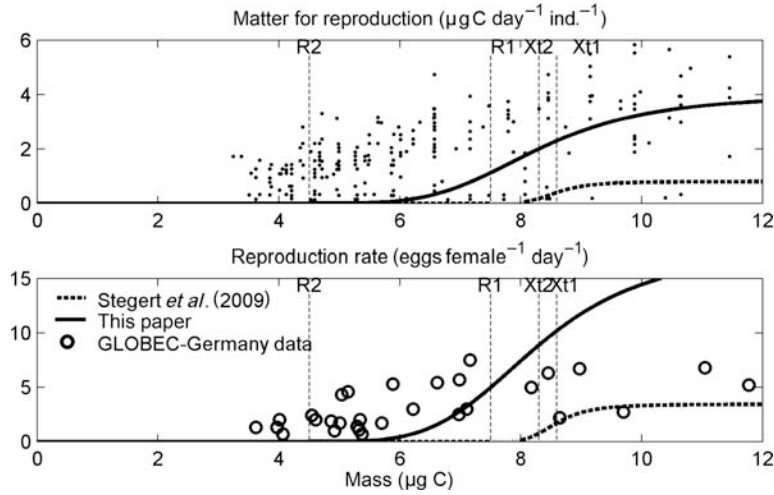 Matter for reproduction (µg C day⁻¹ ind.⁻¹)
R2 R1 Xt2 Xt1
6
4
2
0
0 2 4 6 8 10 12
Reproduction rate (eggs female⁻¹ day⁻¹)
15
R2 R1 Xt2 Xt1
Stegert et al. (2009)
This paper
10
GLOBEC-Germany data
5
0
0 2 4 6 8 10 12
Mass (µg C)